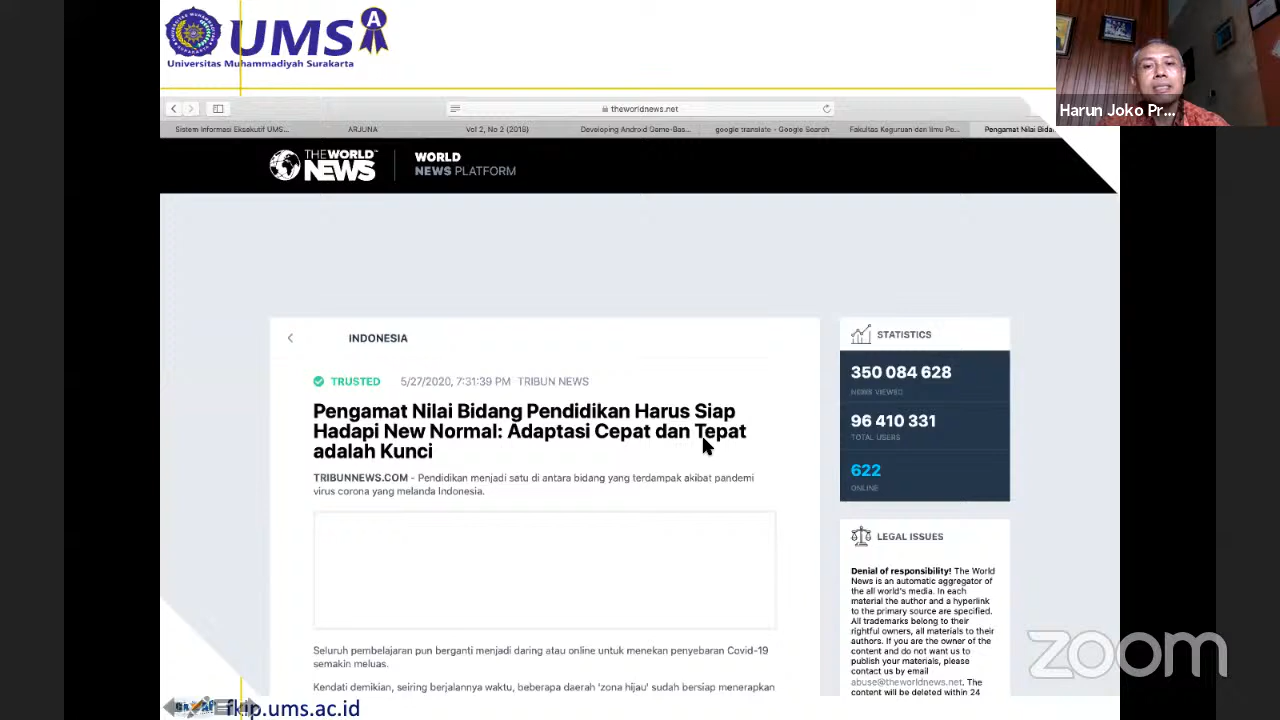 UMS
A
Universitas Muhammadiyah Surakarta
Harun Joko Pr...
theworldnews.net
Sistem Informasi Eksekutif UMS...
ARJUNA
Vol 2, No 2 (2018)
Developing Android Game-Bas...
google translate - Google Search
Fakultas Keguruan dan Ilmu Pe...
Pengamat Nilai Bida
THE WORLD NEWS
WORLD
NEWS PLATFORM
INDONESIA
TRUSTED 5/27/2020, 7:31:39 PM TRIBUN NEWS
Pengamat Nilai Bidang Pendidikan Harus Siap
Hadapi New Normal: Adaptasi Cepat dan Tepat
adalah Kunci
TRIBUNNEWS.COM - Pendidikan menjadi satu di antara bidang yang terdampak akibat pandemi
virus corona yang melanda Indonesia.
Seluruh pembelajaran pun berganti menjadi daring atau online untuk menekan penyebaran Covid-19
semakin meluas.
Kendati demikian, seiring berjalannya waktu, beberapa daerah 'zona hijau' sudah bersiap menerapkan
STATISTICS
350 084 628
NEWS VIEWED
96 410 331
TOTAL USERS
622
ONLINE
LEGAL ISSUES
Denial of responsibility! The World
News is an automatic aggregator of
the all world's media. In each
material the author and a hyperlink
to the primary source are specified.
All trademarks belong to their
rightful owners, all materials to their
authors. If you are the owner of the
content and do not want us to
publish your materials, please
contact us by email
abuse@theworldnews.net. The
content will be deleted within 24
zoom
fkip.ums.ac.id